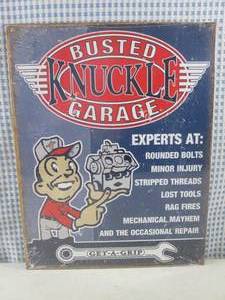 BUSTED
KNUCKLE
GARAGE
EXPERTS AT:
ROUNDED BOLTS
MINOR INJURY
STRIPPED THREADS
LOST TOOLS
RAG FIRES
MECHANICAL MAYHEM
AND THE OCCASIONAL REPAIR
GET-A-GRIP